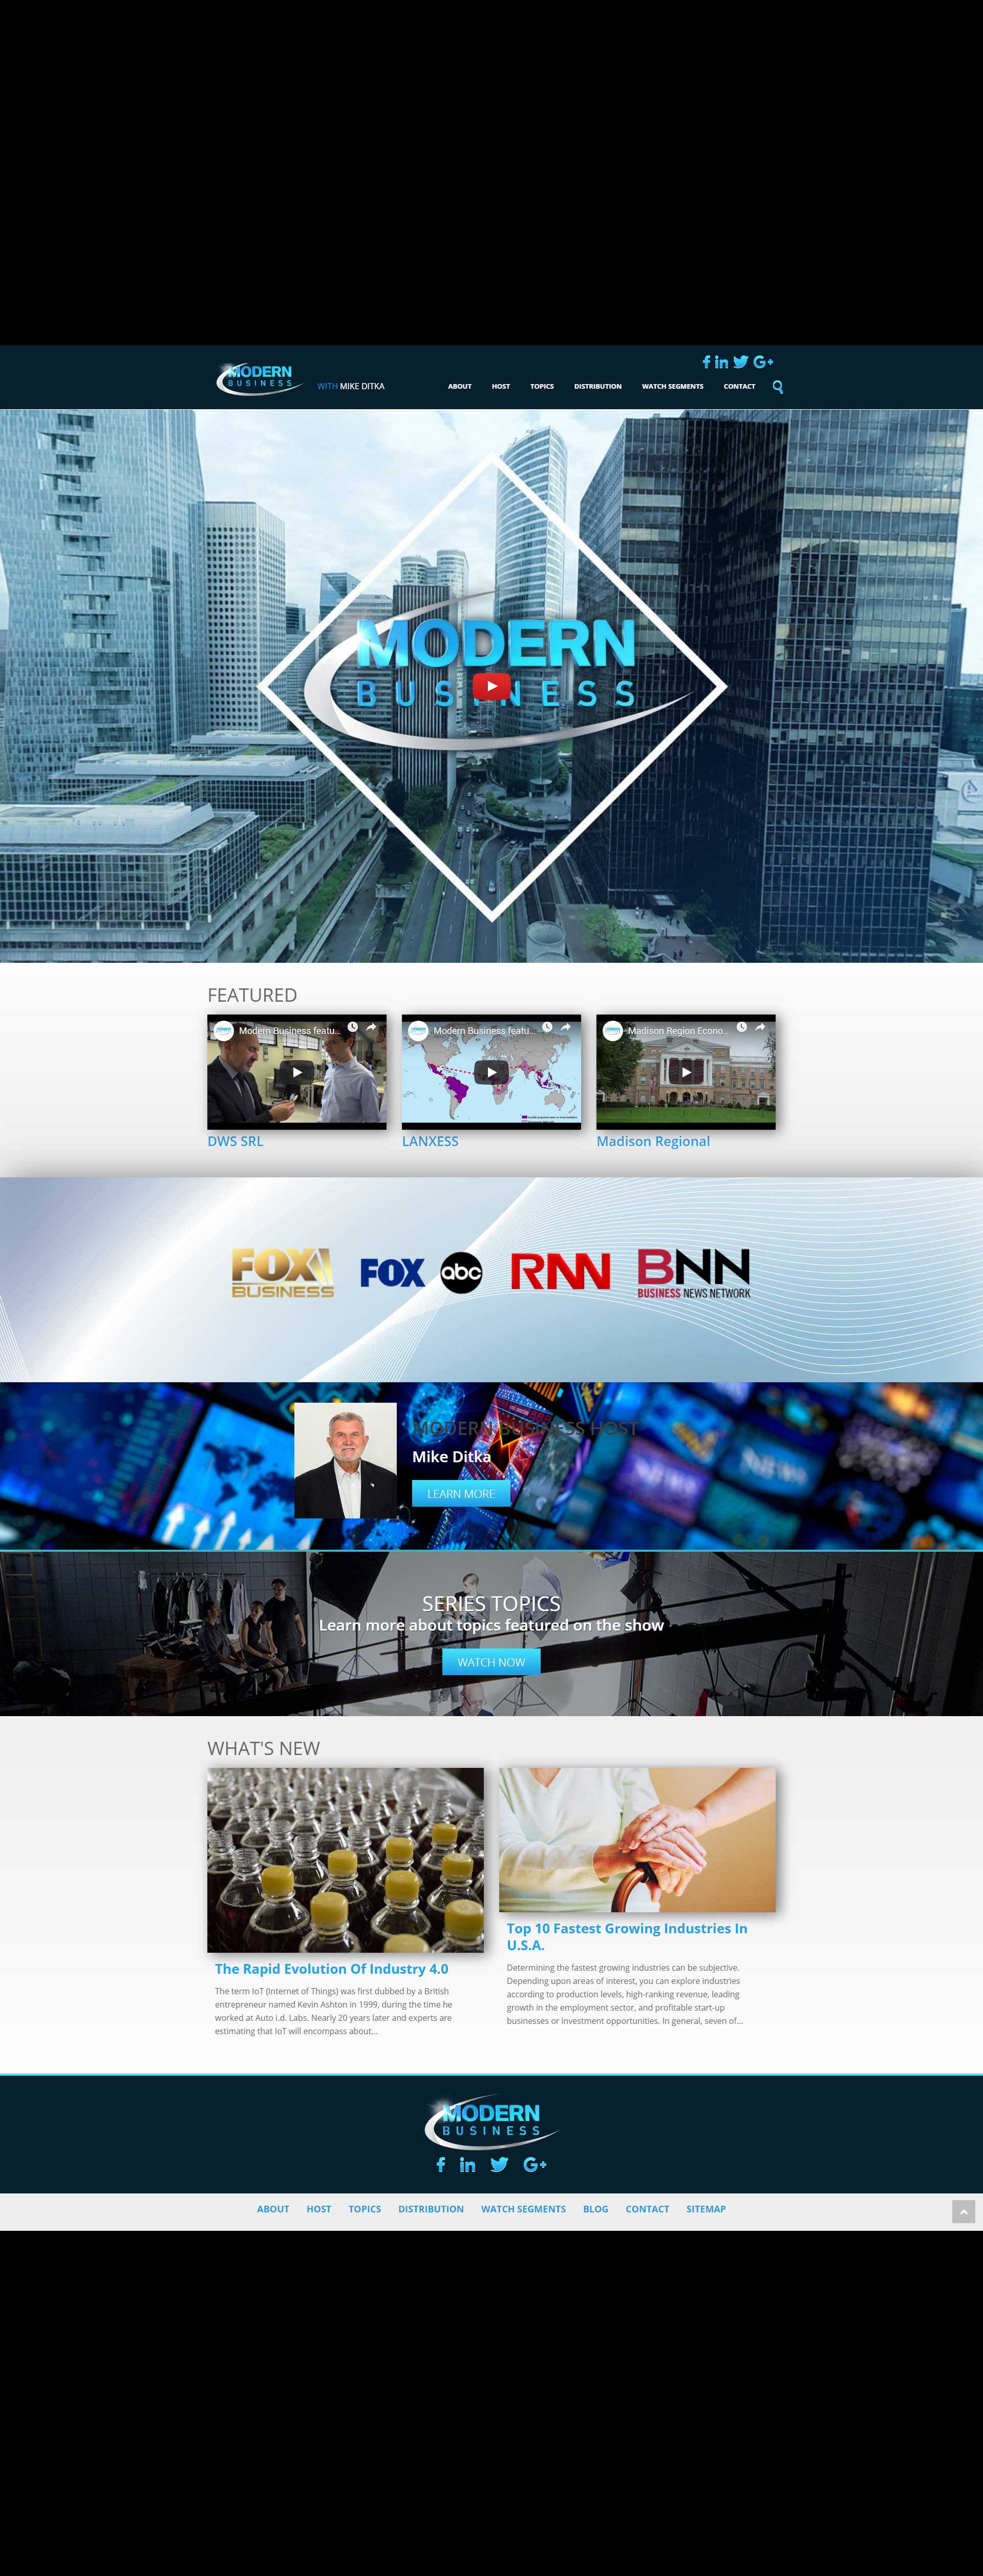 MODERN
BUSINESS
WITH MIKE DITKA
ABOUT HOST TOPICS DISTRIBUTION WATCH SEGMENTS CONTACT
MODERN
BUSINESS
FEATURED
Modern Business featu...
Modern Business featu...
Madison Region Econo...
DWS SRL
LANXESS
Madison Regional
FOX
BUSINESS
FOX
abc
RNN
BNN
BUSINESS NEWS NETWORK
MODERN BUSINESS HOST
Mike Ditka
LEARN MORE
SERIES TOPICS
Learn more about topics featured on the show
WATCH NOW
WHAT'S NEW
The Rapid Evolution Of Industry 4.0
The term IoT (Internet of Things) was first dubbed by a British
entrepreneur named Kevin Ashton in 1999, during the time he
worked at Auto i.d. Labs. Nearly 20 years later and experts are
estimating that IoT will encompass about...
Top 10 Fastest Growing Industries In
U.S.A.
Determining the fastest growing industries can be subjective.
Depending upon areas of interest, you can explore industries
according to production levels, high-ranking revenue, leading
growth in the employment sector, and profitable start-up
businesses or investment opportunities. In general, seven of...
MODERN
BUSINESS
ABOUT HOST TOPICS DISTRIBUTION WATCH SEGMENTS BLOG CONTACT SITEMAP